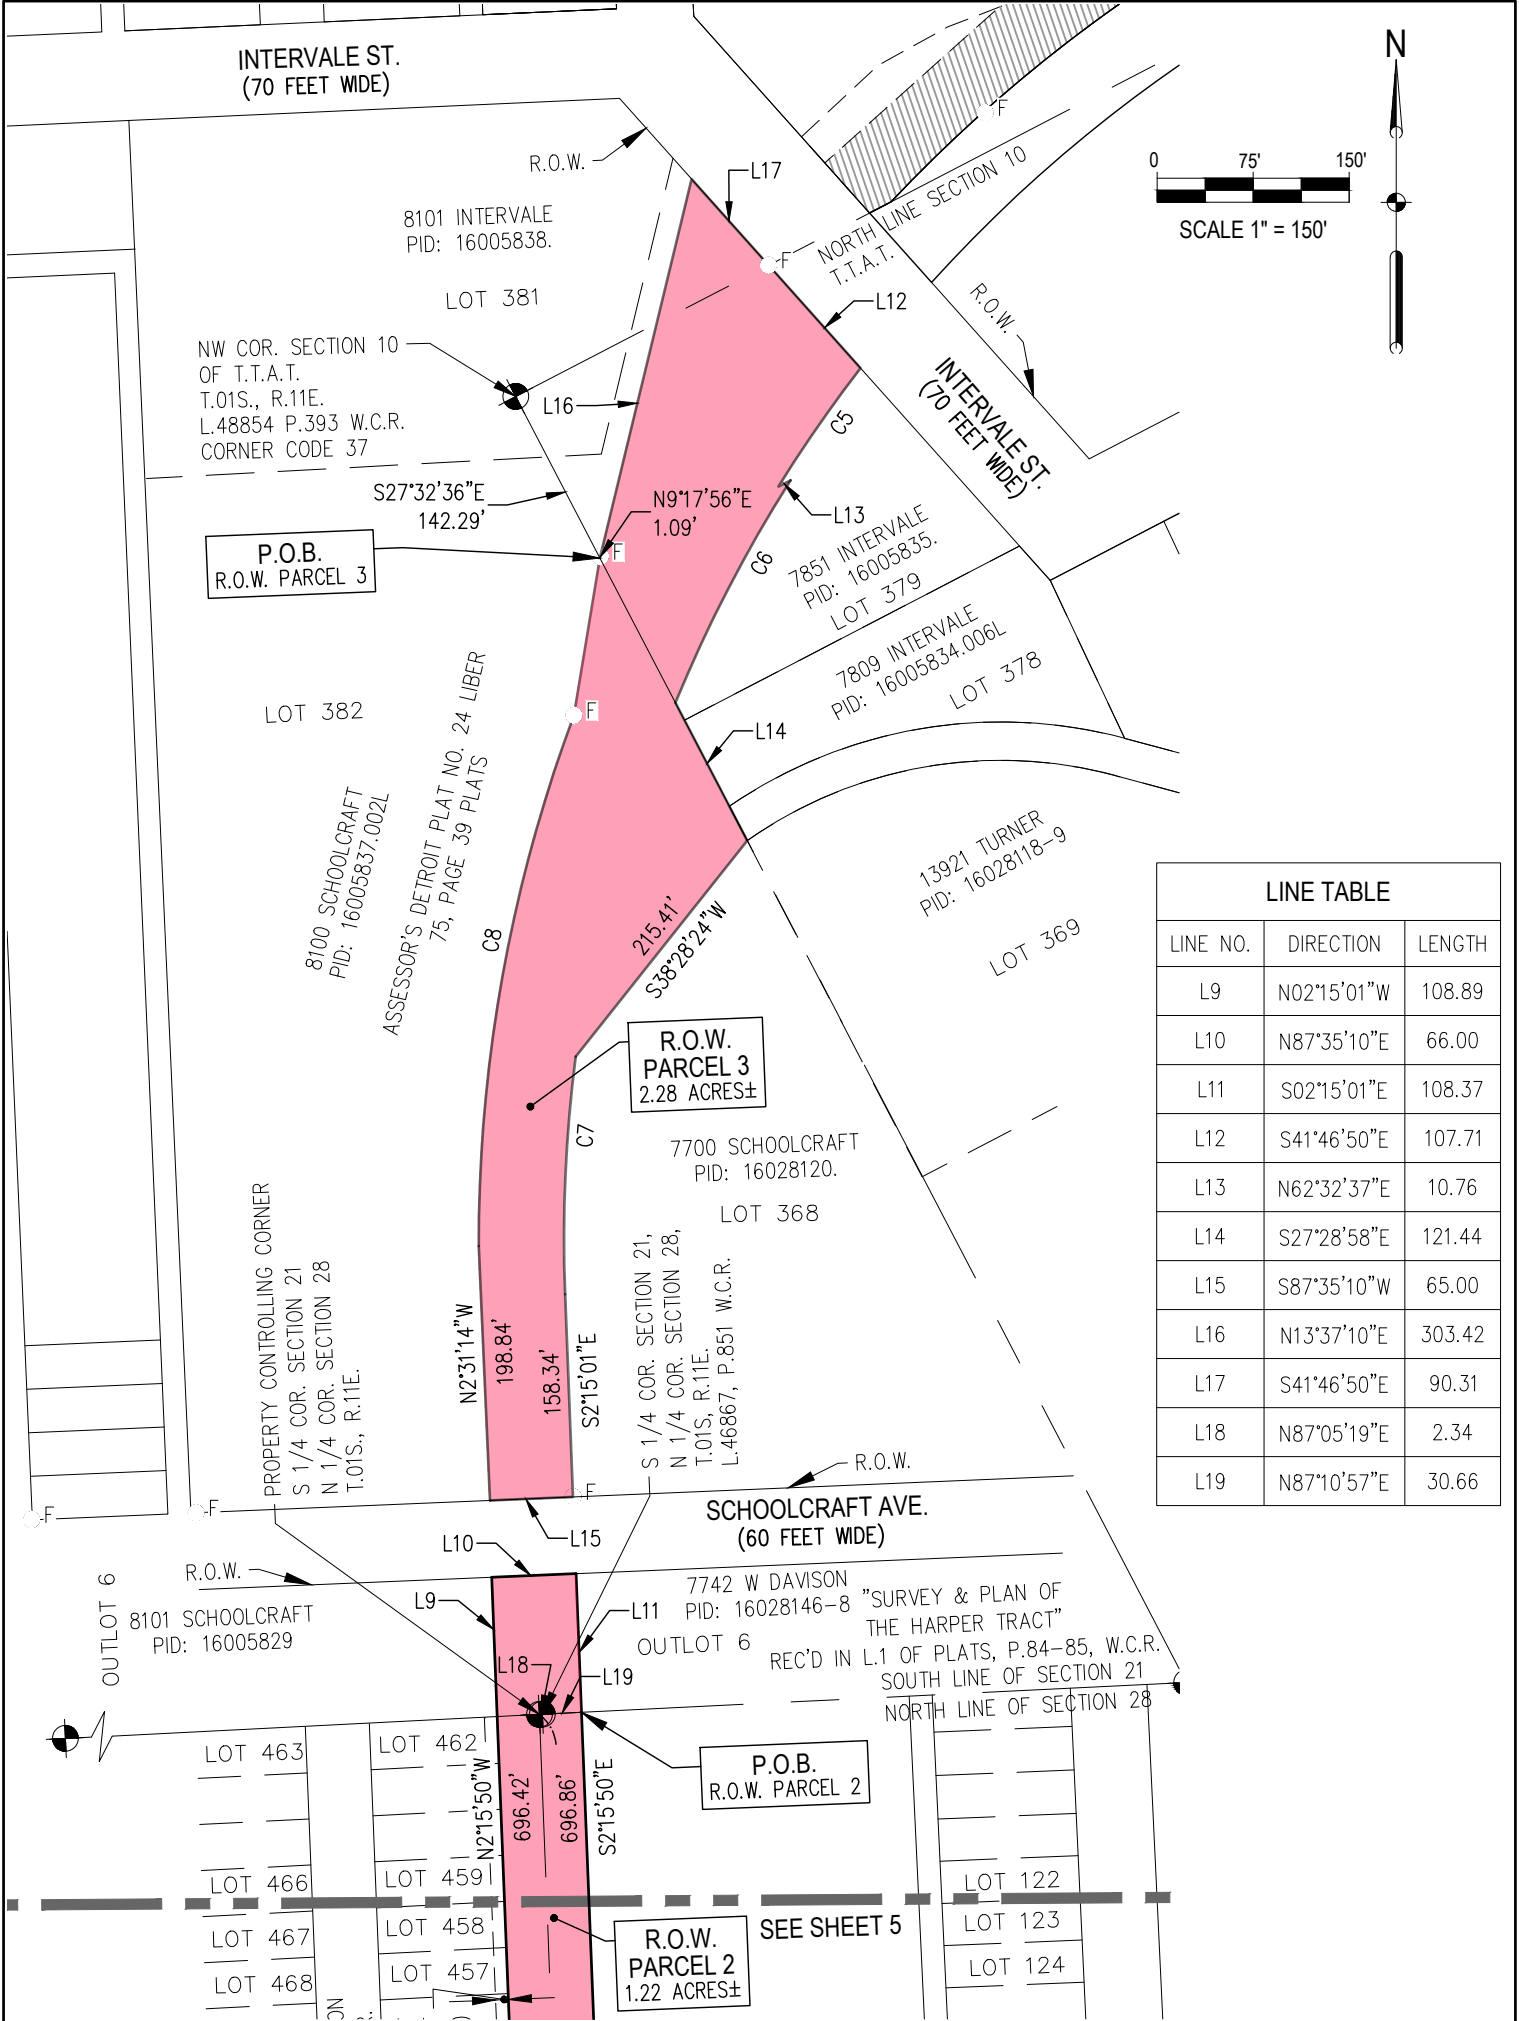 INTERVALE ST.
(70 FEET WIDE)
N
R.O.W.
L17
0 75' 150'
SCALE 1" = 150'
F
NORTH LINE SECTION 10
T.T.A.T.
8101 INTERVALE
PID: 16005838.
LOT 381
F
L12
R.O.W.
NW COR. SECTION 10
OF T.T.A.T.
T.01S., R.11E.
L.48854 P.393 W.C.R.
CORNER CODE 37
L16
INTERVALE ST.
(70 FEET WIDE)
C5
S27°32'36"E
142.29'
N9°17'56"E
1.09'
L13
P.O.B.
R.O.W. PARCEL 3
F
C6
7851 INTERVALE
PID: 16005835.
LOT 379
7809 INTERVALE
PID: 16005834.006L
LOT 378
LOT 382
F
L14
8100 SCHOOLCRAFT
PID: 16005837.002L
ASSESSOR'S DETROIT PLAT NO. 24 LIBER
75, PAGE 39 PLATS
C8
215.41'
S38°28'24"W
13921 TURNER
PID: 16028118-9
LOT 369
R.O.W.
PARCEL 3
2.28 ACRES±
C7
7700 SCHOOLCRAFT
PID: 16028120.
LOT 368
LINE TABLE
LINE NO. DIRECTION LENGTH
L9 N02°15'01"W 108.89
L10 N87°35'10"E 66.00
L11 S02°15'01"E 108.37
L12 S41°46'50"E 107.71
L13 N62°32'37"E 10.76
L14 S27°28'58"E 121.44
L15 S87°35'10"W 65.00
L16 N13°37'10"E 303.42
L17 S41°46'50"E 90.31
L18 N87°05'19"E 2.34
L19 N87°10'57"E 30.66
PROPERTY CONTROLLING CORNER
S 1/4 COR. SECTION 21
N 1/4 COR. SECTION 28
T.01S., R.11E.
N2°31'14"W
198.84'
158.34'
S2°15'01"E
S 1/4 COR. SECTION 21,
N 1/4 COR. SECTION 28,
T.01S, R.11E.
L.46867, P.851 W.C.R.
F
F
F
R.O.W.
SCHOOLCRAFT AVE.
(60 FEET WIDE)
L15
L10
R.O.W.
OUTLOT 6
8101 SCHOOLCRAFT
PID: 16005829
L9
L11
7742 W DAVISON
PID: 16028146-8
OUTLOT 6
"SURVEY & PLAN OF
THE HARPER TRACT"
REC'D IN L.1 OF PLATS, P.84-85, W.C.R.
L18
L19
SOUTH LINE OF SECTION 21
NORTH LINE OF SECTION 28
LOT 463
LOT 462
N2°15'50"W
696.42'
696.86'
S2°15'50"E
P.O.B.
R.O.W. PARCEL 2
LOT 466
LOT 459
LOT 122
LOT 467
LOT 458
SEE SHEET 5
LOT 123
LOT 468
LOT 457
R.O.W.
PARCEL 2
1.22 ACRES±
LOT 124